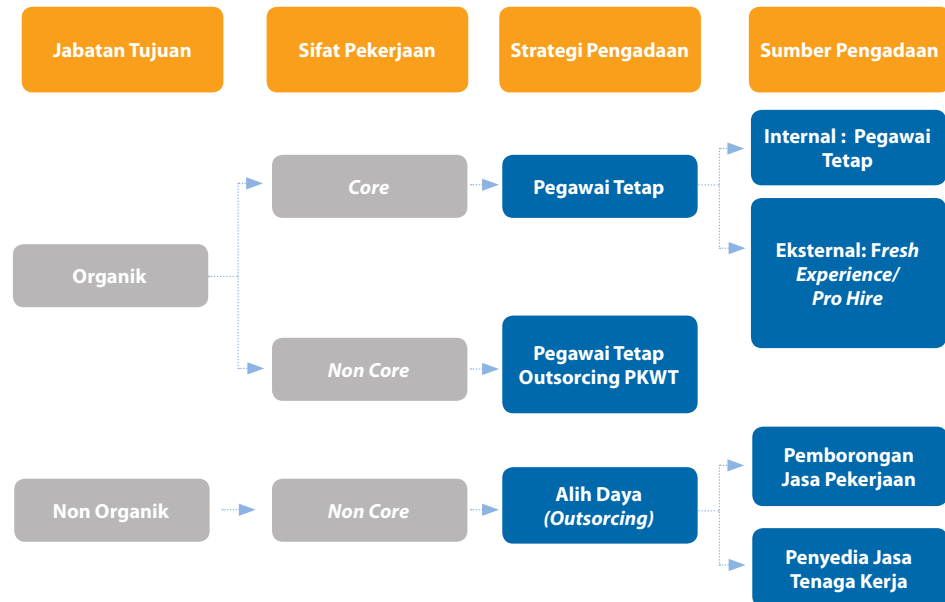 Jabatan Tujuan
Sifat Pekerjaan
Strategi Pengadaan
Sumber Pengadaan
Organik
Core
Pegawai Tetap
Internal : Pegawai
Tetap
Eksternal: Fresh
Experience/
Pro Hire
Non Core
Pegawai Tetap
Outsorcing PKWT
Non Organik
Non Core
Alih Daya
(Outsorcing)
Pemborongan
Jasa Pekerjaan
Penyedia Jasa
Tenaga Kerja